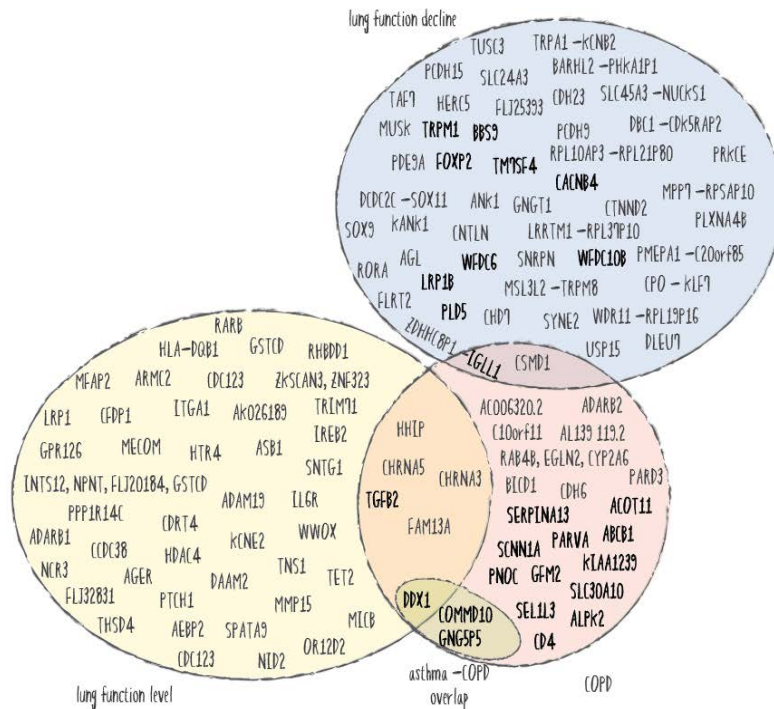 lung function decline
TUSC3 TRPA1 -KCNB2
PCDH15 SLC24A3 BARHL2 -PHKA1P1
TAF7 HERC5 FLJ25393 CDH23 SLC45A3 -NUCKS1
MUSK TRPM1 BBS9 PCDH9 DBC1 -CDK5RAP2
PDE9A FOXP2 TM7SF4 RPL10AP3 -RPL21P80 PRKCE
CACNB4
DCDC2C -SOX11 ANK1 GNGT1 CTNND2 MPP7 -RPSAP10
SOX9 KANK1 CNTLN LRRTM1 -RPL37P10 PLXNA4B
RORA AGL WFDC6 SNRPN WFDC10B PMEPA1 -C20orf85
FLRT2 LRP1B MSL3L2 -TRPM8 CPO -KLF7
PLD5 CHD7 SYNE2 WDR11 -RPL19P16
ZDHHC8P1 -IGLL1 CSMD1 USP15 DLEU7
RARB
HLA-DQB1 GSTCD RHBDD1
MFAP2 ARMC2 CDC123 ZKSCAN3, ZNF323
LRP1 CFDP1 ITGA1 AK026189 TRIM71
GPR126 MECOM HTR4 ASB1 IREB2
SNTG1
INTS12, NPNT, FLJ20184, GSTCD
PPP1R14C ADAM19 IL6R
ADARB1 CDRT4 KCNE2 WWOX
NCR3 CCDC38 HDAC4 TNS1
FLJ32831 AGER DAAM2 TET2
PTCH1 MMP15
THSD4 AEBP2 SPATA9 MICB
CDC123 NID2 OR12D2
HHIP
CHRNA5 CHRNA3
TGFB2
FAM13A
AC006320.2 ADARB2
C10orf11 AL139 119.2
RAB4B, EGLN2, CYP2A6
BICD1 CDH6 PARD3
SERPINA13 ACOT11
SCNN1A PARVA ABCB1
PNOC GFM2 KIAA1239
SLC30A10
SEL1L3 ALPK2
CD4
DDX1
COMMD10
GNG5P5
lung function level
asthma -COPD
overlap
COPD